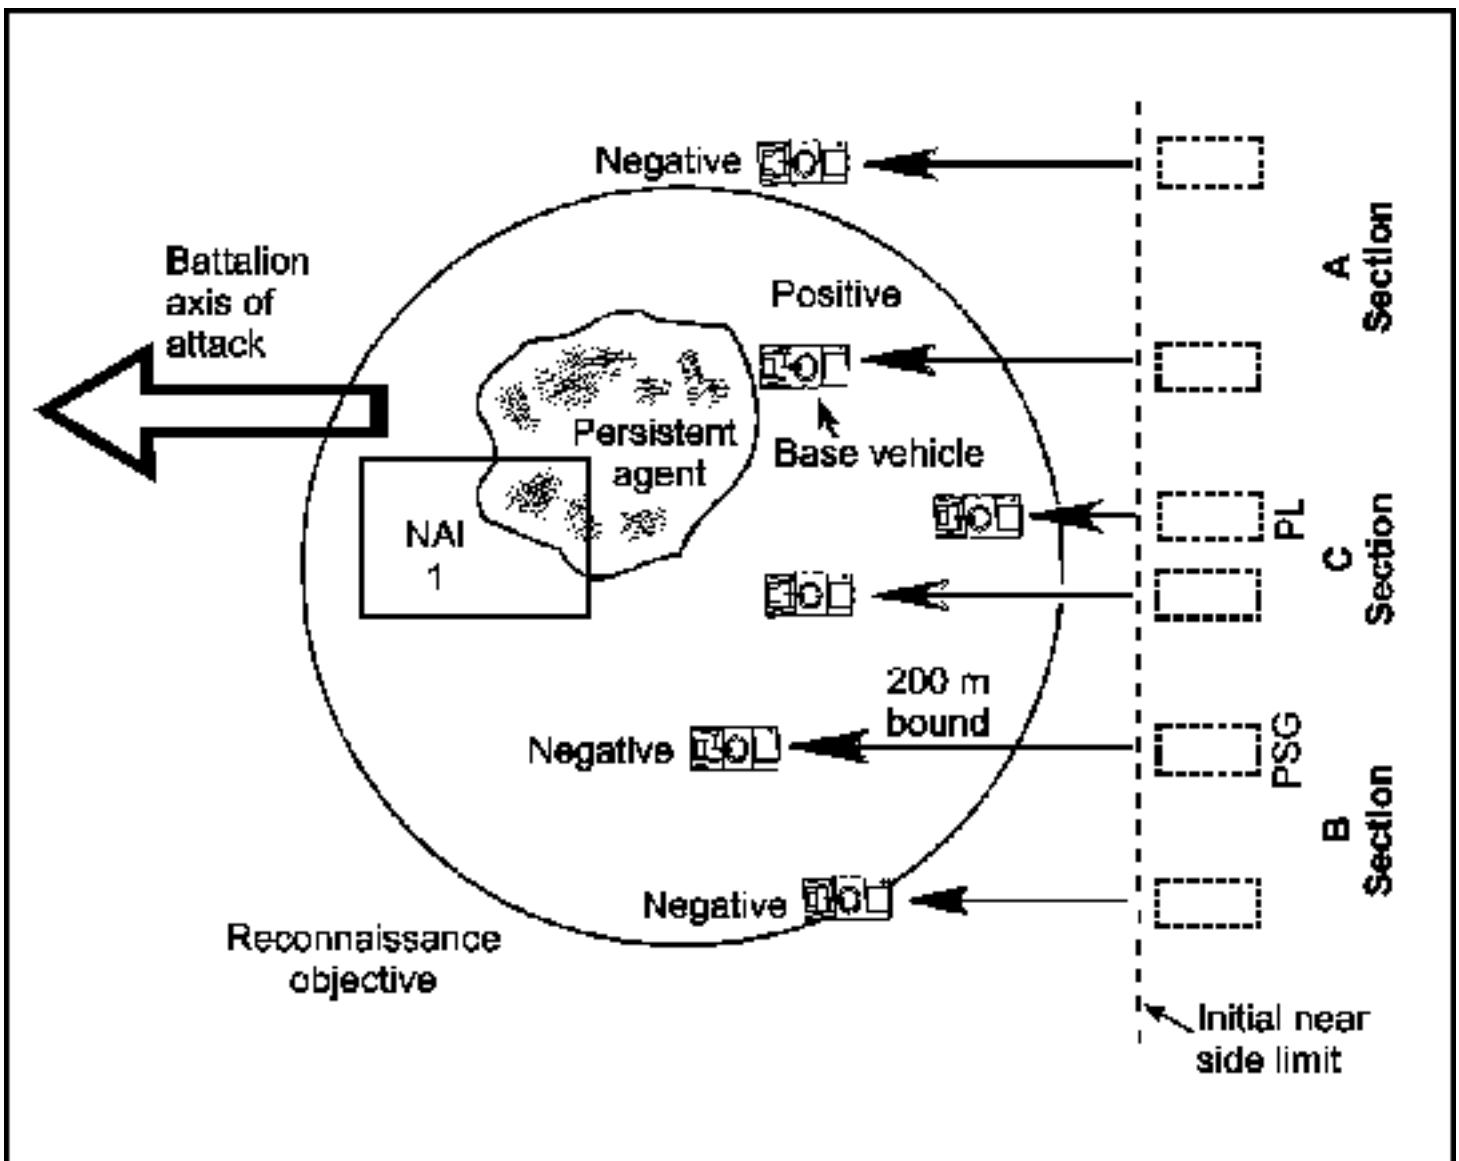 Negative
A
Section
Battalion
axis of
attack
Positive
Persistent
agent
Base vehicle
NAI
1
PL
C
Section
200 m
bound
Negative
PSG
B
Section
Negative
Reconnaissance
objective
Initial near
side limit